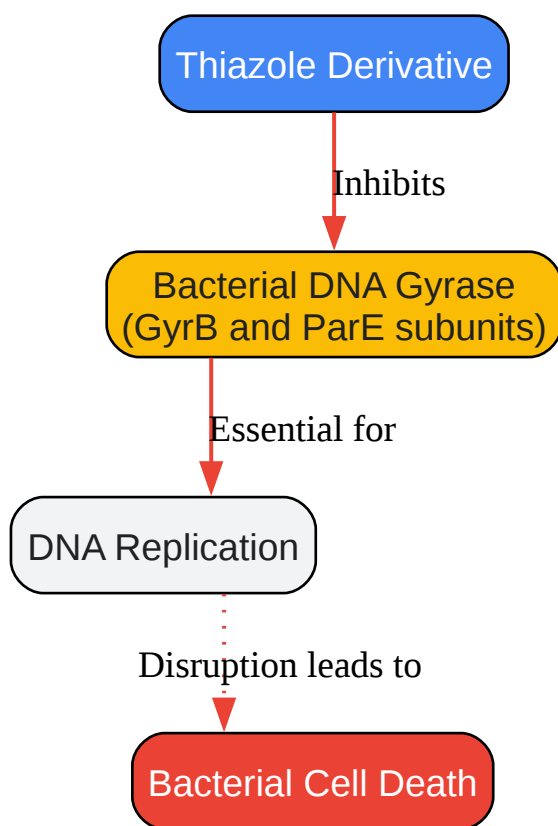 Thiazole Derivative
Inhibits
Bacterial DNA Gyrase
(GyrB and ParE subunits)
Essential for
DNA Replication
Disruption leads to
Bacterial Cell Death